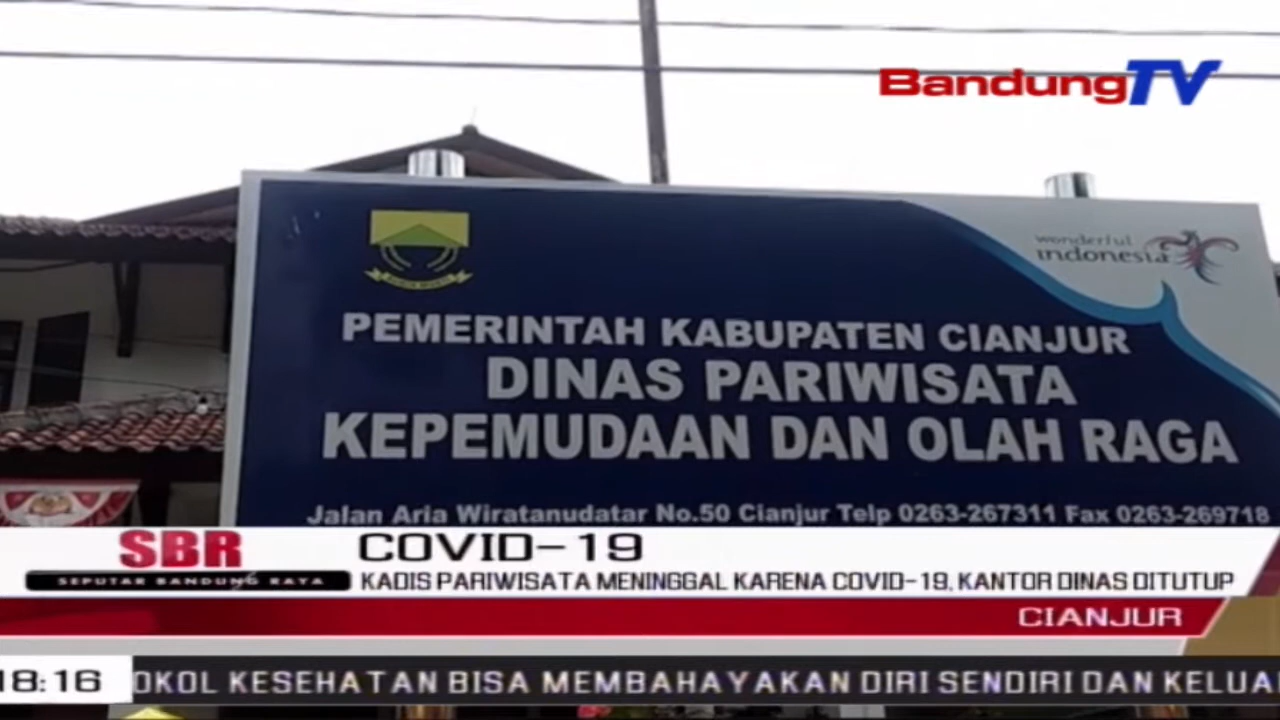 BandungTV
wonderful
indonesia
PEMERINTAH KABUPATEN CIANJUR
DINAS PARIWISATA
KEPEMUDAAN DAN OLAH RAGA
Jalan Aria Wiratanudatar No.50 Cianjur Telp 0263-267311 Fax 0263-269718
SBR
SEPUTAR BANDUNG RAYA
COVID-19
KADIS PARIWISATA MENINGGAL KARENA COVID-19, KANTOR DINAS DITUTUP
CIANJUR
18:16
OKOL KESEHATAN BISA MEMBAHAYAKAN DIRI SENDIRI DAN KELUA